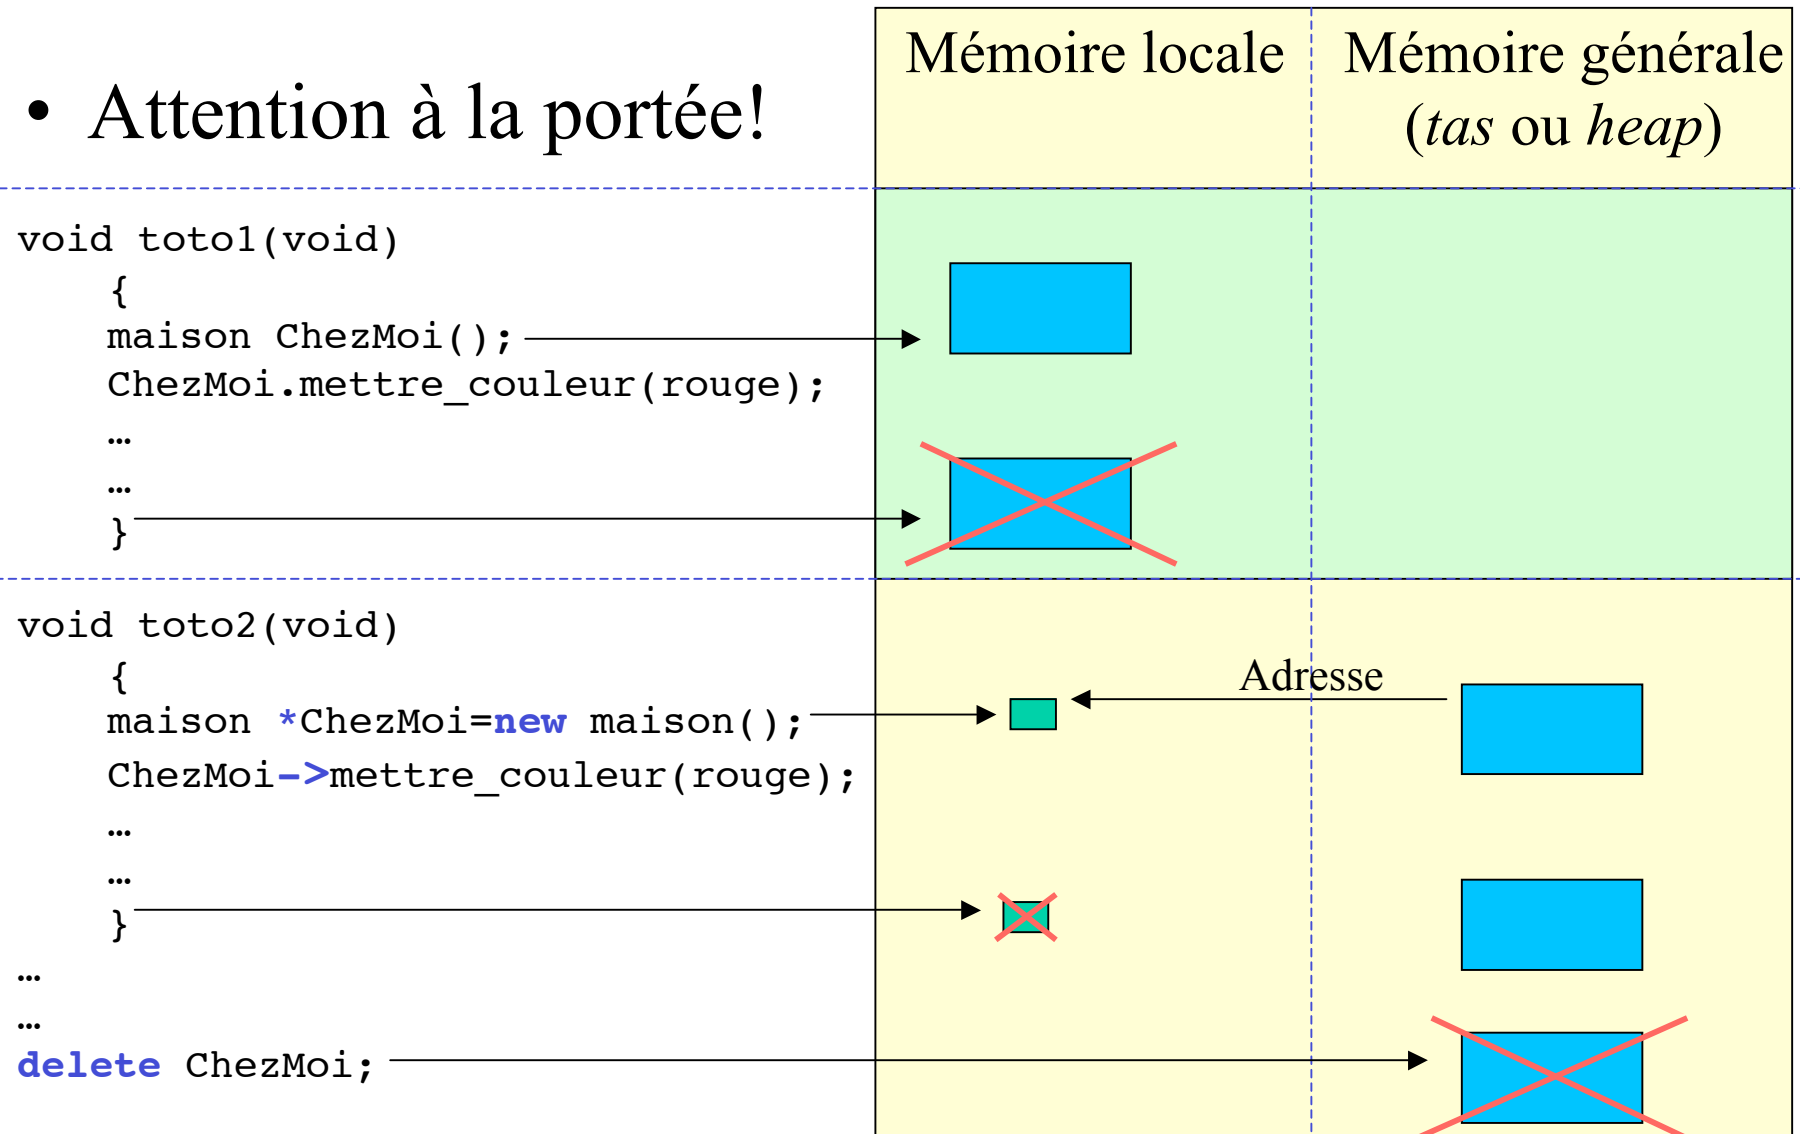 • Attention à la portée!
Mémoire locale
Mémoire générale
(tas ou heap)
void toto1(void)
{
maison ChezMoi();
ChezMoi.mettre_couleur(rouge);
…
…
}
void toto2(void)
{
maison *ChezMoi=new maison();
ChezMoi->mettre_couleur(rouge);
…
…
}
…
…
delete ChezMoi;
Adresse